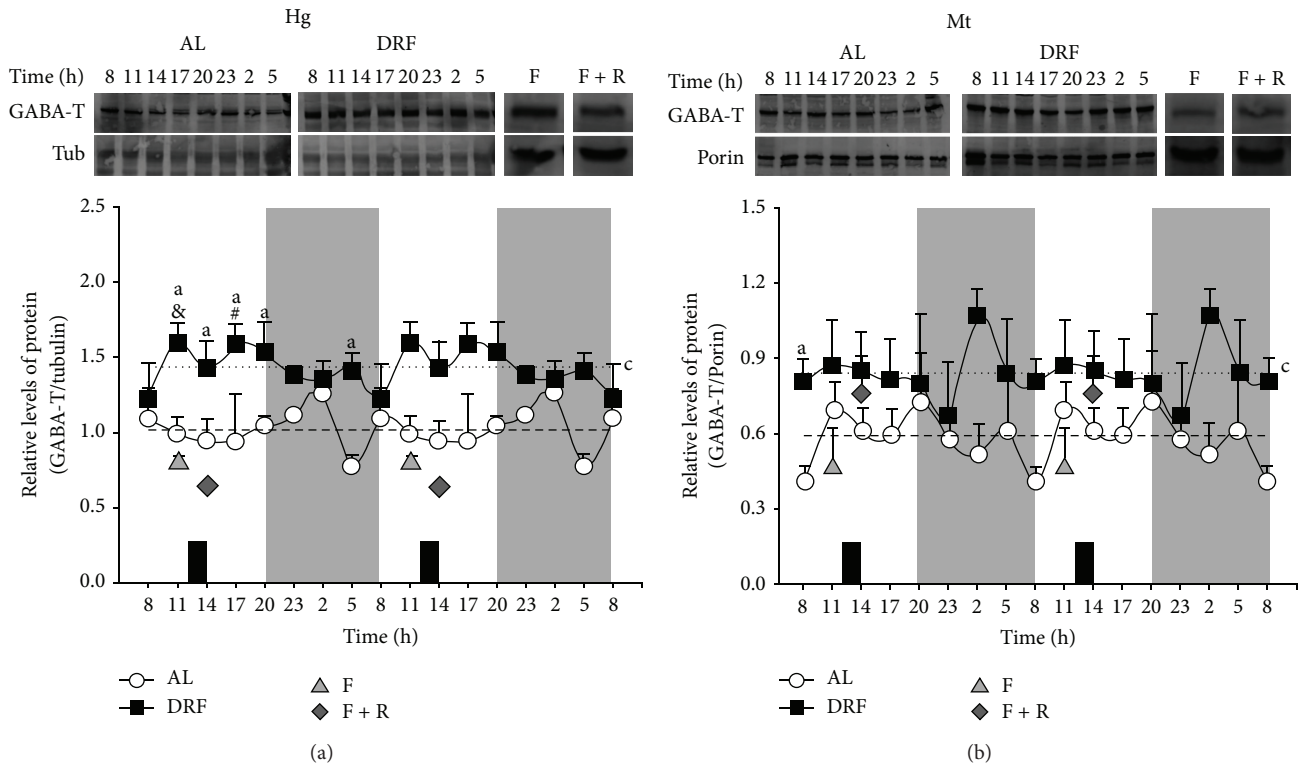 Hg
AL DRF
Time (h) 8 11 14 17 20 23 2 5 8 11 14 17 20 23 2 5 F F + R
GABA-T
Tub
2.5
2.0
1.5
1.0
0.5
0.0
Relative levels of protein
(GABA-T/tubulin)
a
&
a
a
#
a
a
c
8 11 14 17 20 23 2 5 8 11 14 17 20 23 2 5 8
Time (h)
AL
DRF
F
F + R
(a)
Mt
AL DRF
Time (h) 8 11 14 17 20 23 2 5 8 11 14 17 20 23 2 5 F F + R
GABA-T
Porin
1.5
1.2
0.9
0.6
0.3
0.0
Relative levels of protein
(GABA-T/Porin)
a
c
8 11 14 17 20 23 2 5 8 11 14 17 20 23 2 5 8
Time (h)
AL
DRF
F
F + R
(b)